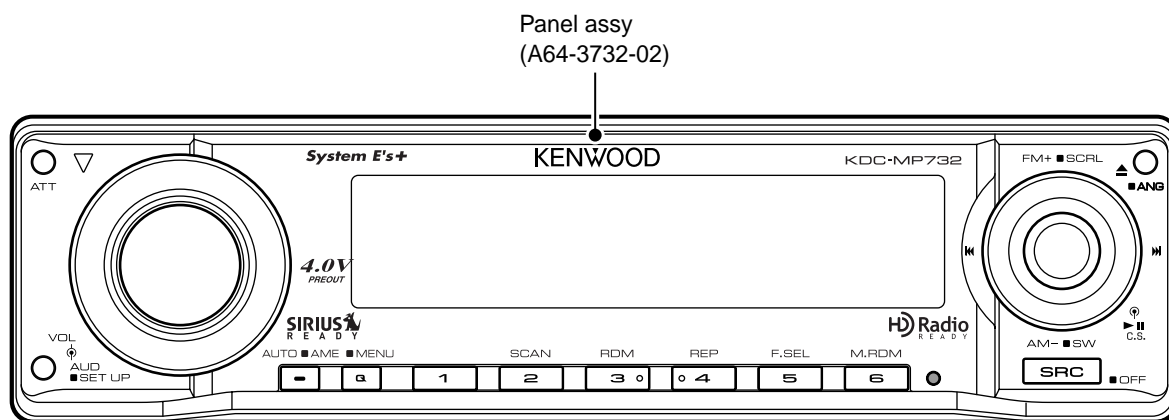 Panel assy
(A64-3732-02)
System E's+
KENWOOD
KDC-MP732
FM+ ■SCRL
ATT
■ANG
4.0V
PREOUT
SIRIUS
READY
HD Radio
READY
VOL
AUD
■SET UP
C.S.
AM– ■SW
AUTO ■AME ■MENU SCAN RDM REP F.SEL M.RDM
– Q 1 2 3 4 5 6
SRC
■OFF